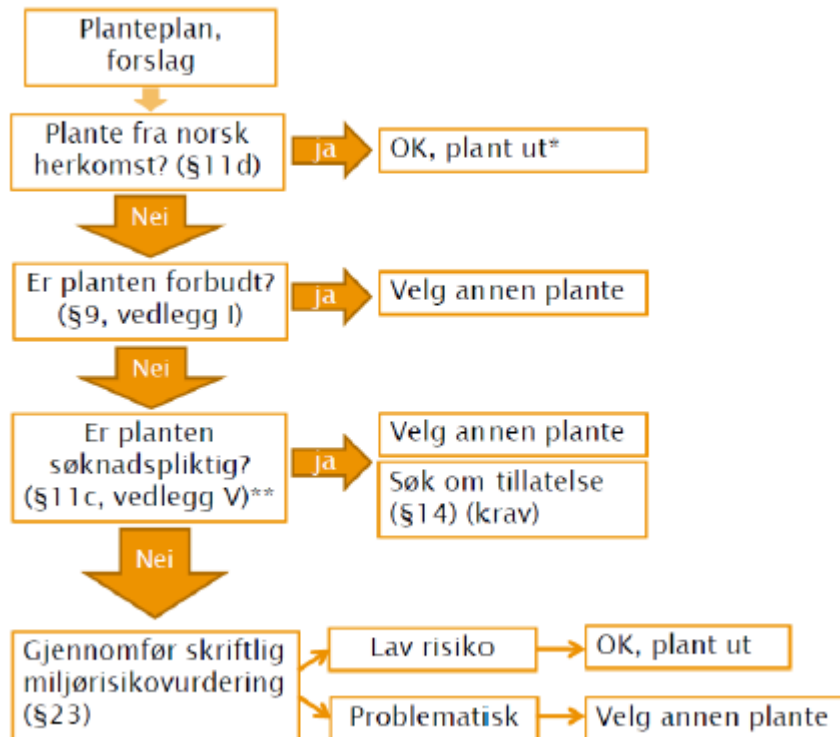 Planteplan,
forslag
Plante fra norsk
herkomst? (§11d)
ja
OK, plant ut*
Nei
Er planten forbudt?
(§9, vedlegg I)
ja
Velg annen plante
Nei
Er planten
søknadspliktig?
(§11c, vedlegg V)**
ja
Velg annen plante
Søk om tillatelse
(§14) (krav)
Nei
Gjennomfør skriftlig
miljørisikovurdering
(§23)
Lav risiko
OK, plant ut
Problematisk
Velg annen plante